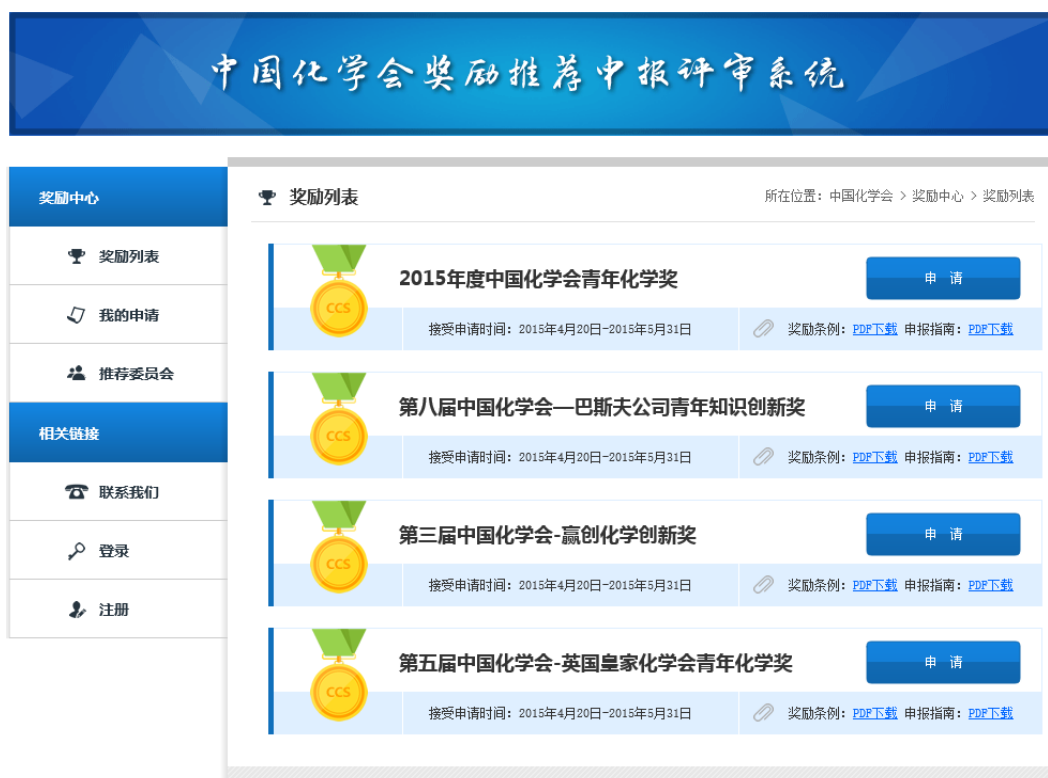 中国化学会奖励推荐申报评审系统
奖励中心
奖励列表
我的申请
推荐委员会
相关链接
联系我们
登录
注册
奖励列表
所在位置：中国化学会 > 奖励中心 > 奖励列表
CCS
2015年度中国化学会青年化学奖
申 请
接受申请时间：2015年4月20日-2015年5月31日
奖励条例：PDF下载 申报指南：PDF下载
CCS
第八届中国化学会—巴斯夫公司青年知识创新奖
申 请
接受申请时间：2015年4月20日-2015年5月31日
奖励条例：PDF下载 申报指南：PDF下载
CCS
第三届中国化学会-赢创化学创新奖
申 请
接受申请时间：2015年4月20日-2015年5月31日
奖励条例：PDF下载 申报指南：PDF下载
CCS
第五届中国化学会-英国皇家化学会青年化学奖
申 请
接受申请时间：2015年4月20日-2015年5月31日
奖励条例：PDF下载 申报指南：PDF下载